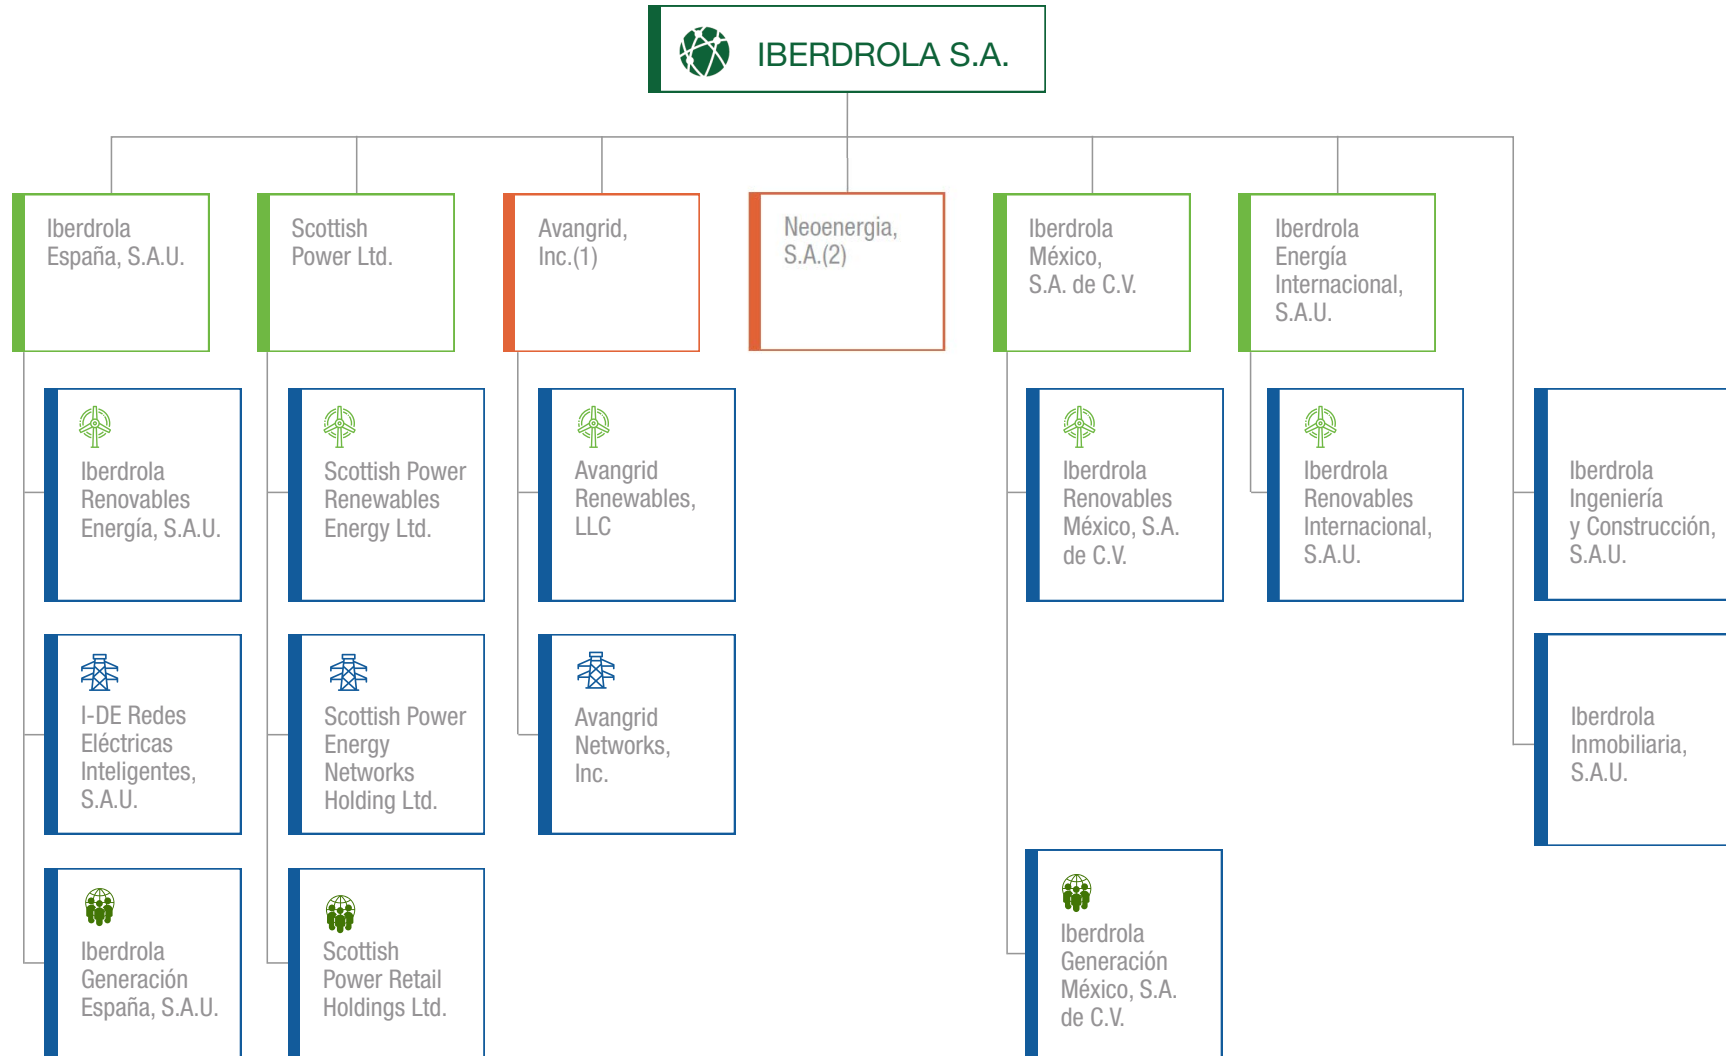 IBERDROLA S.A.
Iberdrola
España, S.A.U.
Scottish
Power Ltd.
Avangrid,
Inc.(1)
Neoenergia,
S.A.(2)
Iberdrola
México,
S.A. de C.V.
Iberdrola
Energía
Internacional,
S.A.U.
Iberdrola
Renovables
Energía, S.A.U.
Scottish Power
Renewables
Energy Ltd.
Avangrid
Renewables,
LLC
Iberdrola
Renovables
México, S.A.
de C.V.
Iberdrola
Renovables
Internacional,
S.A.U.
Iberdrola
Ingeniería
y Construcción,
S.A.U.
I-DE Redes
Eléctricas
Inteligentes,
S.A.U.
Scottish Power
Energy
Networks
Holding Ltd.
Avangrid
Networks,
Inc.
Iberdrola
Inmobiliaria,
S.A.U.
Iberdrola
Generación
España, S.A.U.
Scottish
Power Retail
Holdings Ltd.
Iberdrola
Generación
México, S.A.
de C.V.